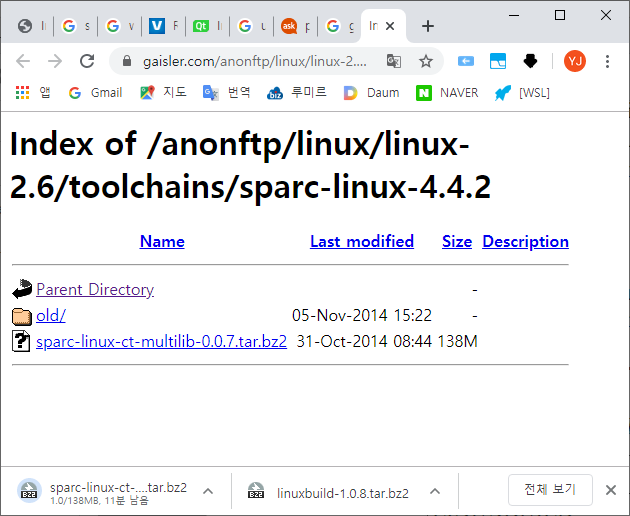 li
s
w
F
li
u
p
g
Ir
gaisler.com/anonftp/linux/linux-2....
YJ
앱
Gmail
지도
번역
루미르
Daum
NAVER
[WSL]
Index of /anonftp/linux/linux-
2.6/toolchains/sparc-linux-4.4.2
Name Last modified Size Description
Parent Directory -
old/ 05-Nov-2014 15:22 -
sparc-linux-ct-multilib-0.0.7.tar.bz2 31-Oct-2014 08:44 138M
sparc-linux-ct-....tar.bz2
1.0/138MB, 11분 남음
linuxbuild-1.0.8.tar.bz2
전체 보기